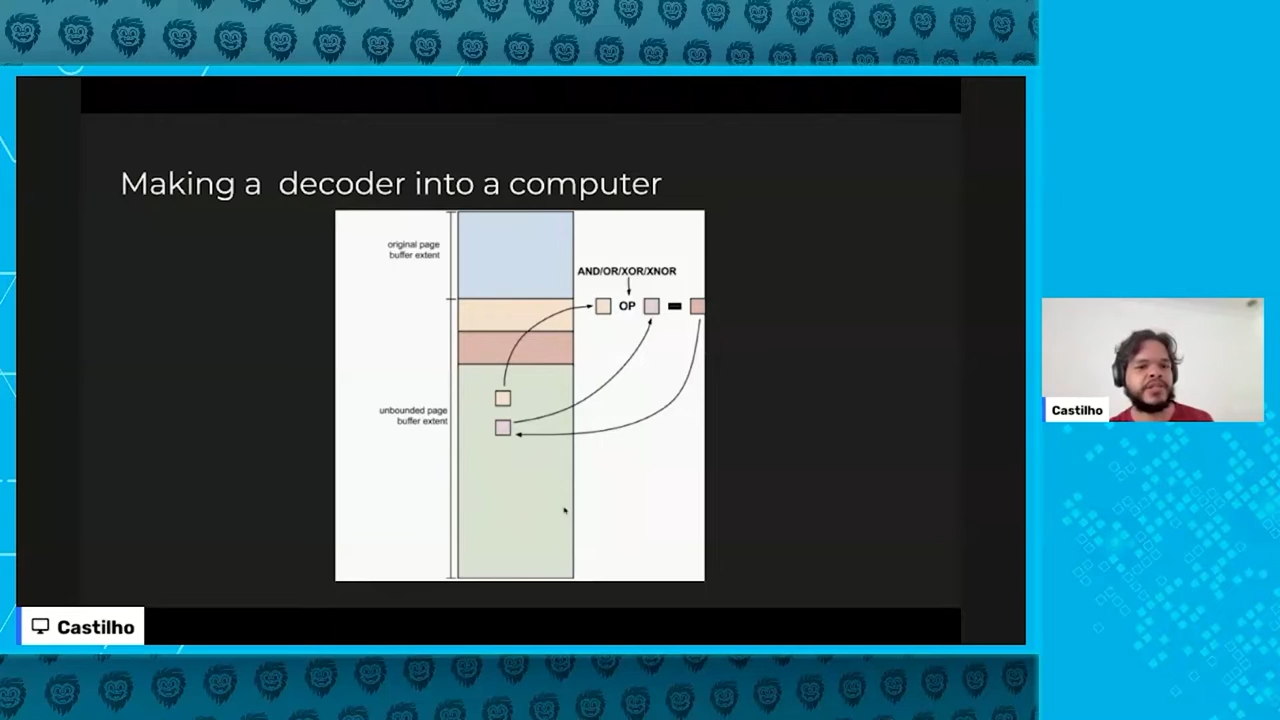 Making a decoder into a computer
original page
buffer extent
AND/OR/XOR/XNOR
OP
unbounded page
buffer extent
Castilho
Castilho